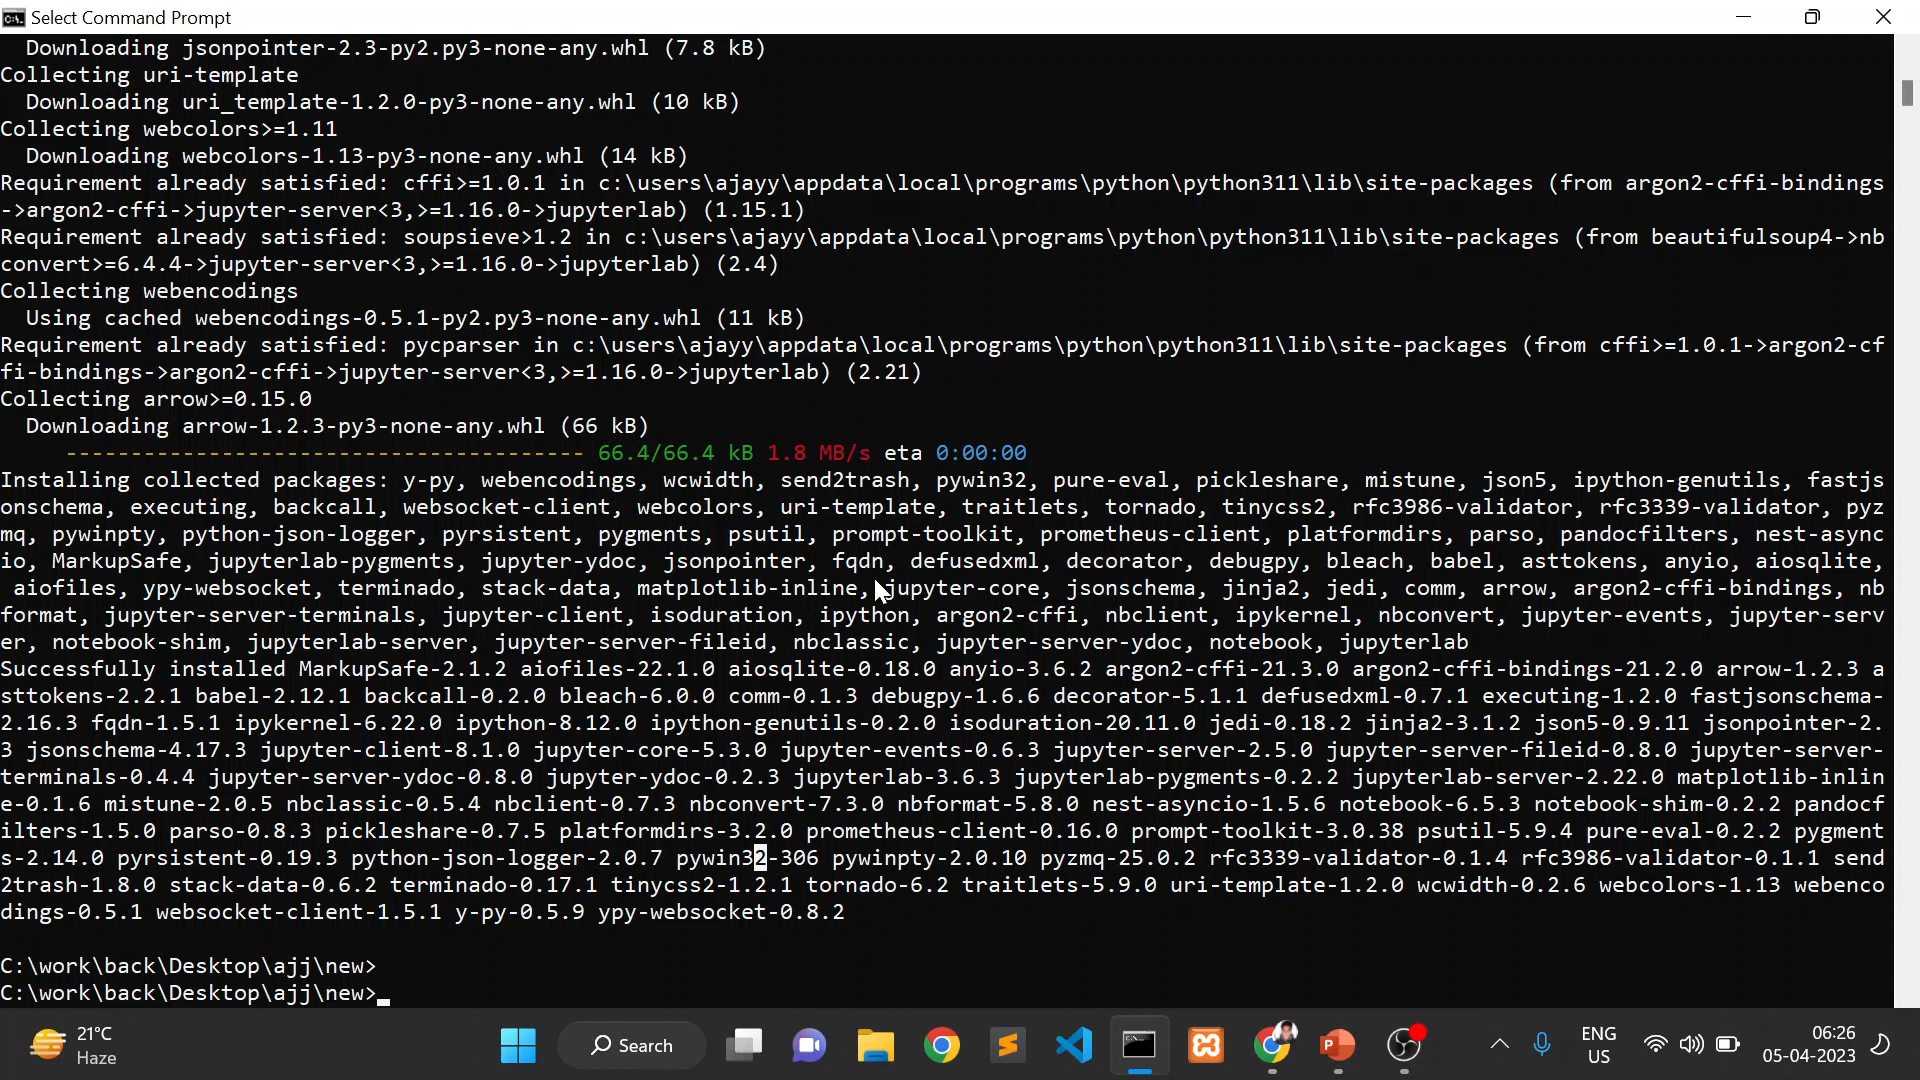 Select Command Prompt
  Downloading jsonpointer-2.3-py2.py3-none-any.whl (7.8 kB)
Collecting uri-template
  Downloading uri_template-1.2.0-py3-none-any.whl (10 kB)
Collecting webcolors>=1.11
  Downloading webcolors-1.13-py3-none-any.whl (14 kB)
Requirement already satisfied: cffi>=1.0.1 in c:\users\ajayy\appdata\local\programs\python\python311\lib\site-packages (from argon2-cffi-bindings
->argon2-cffi->jupyter-server<3,>=1.16.0->jupyterlab) (1.15.1)
Requirement already satisfied: soupsieve>1.2 in c:\users\ajayy\appdata\local\programs\python\python311\lib\site-packages (from beautifulsoup4->nb
convert>=6.4.4->jupyter-server<3,>=1.16.0->jupyterlab) (2.4)
Collecting webencodings
  Using cached webencodings-0.5.1-py2.py3-none-any.whl (11 kB)
Requirement already satisfied: pycparser in c:\users\ajayy\appdata\local\programs\python\python311\lib\site-packages (from cffi>=1.0.1->argon2-cf
fi-bindings->argon2-cffi->jupyter-server<3,>=1.16.0->jupyterlab) (2.21)
Collecting arrow>=0.15.0
  Downloading arrow-1.2.3-py3-none-any.whl (66 kB)
     ---------------------------------------- 66.4/66.4 kB 1.8 MB/s eta 0:00:00
Installing collected packages: y-py, webencodings, wcwidth, send2trash, pywin32, pure-eval, pickleshare, mistune, json5, ipython-genutils, fastjs
onschema, executing, backcall, websocket-client, webcolors, uri-template, traitlets, tornado, tinycss2, rfc3986-validator, rfc3339-validator, pyz
mq, pywinpty, python-json-logger, pyrsistent, pygments, psutil, prompt-toolkit, prometheus-client, platformdirs, parso, pandocfilters, nest-async
io, MarkupSafe, jupyterlab-pygments, jupyter-ydoc, jsonpointer, fqdn, defusedxml, decorator, debugpy, bleach, babel, asttokens, anyio, aiosqlite,
 aiofiles, ypy-websocket, terminado, stack-data, matplotlib-inline, jupyter-core, jsonschema, jinja2, jedi, comm, arrow, argon2-cffi-bindings, nb
format, jupyter-server-terminals, jupyter-client, isoduration, ipython, argon2-cffi, nbclient, ipykernel, nbconvert, jupyter-events, jupyter-serv
er, notebook-shim, jupyterlab-server, jupyter-server-fileid, nbclassic, jupyter-server-ydoc, notebook, jupyterlab
Successfully installed MarkupSafe-2.1.2 aiofiles-22.1.0 aiosqlite-0.18.0 anyio-3.6.2 argon2-cffi-21.3.0 argon2-cffi-bindings-21.2.0 arrow-1.2.3 a
sttokens-2.2.1 babel-2.12.1 backcall-0.2.0 bleach-6.0.0 comm-0.1.3 debugpy-1.6.6 decorator-5.1.1 defusedxml-0.7.1 executing-1.2.0 fastjsonschema-
2.16.3 fqdn-1.5.1 ipykernel-6.22.0 ipython-8.12.0 ipython-genutils-0.2.0 isoduration-20.11.0 jedi-0.18.2 jinja2-3.1.2 json5-0.9.11 jsonpointer-2.
3 jsonschema-4.17.3 jupyter-client-8.1.0 jupyter-core-5.3.0 jupyter-events-0.6.3 jupyter-server-2.5.0 jupyter-server-fileid-0.8.0 jupyter-server-
terminals-0.4.4 jupyter-server-ydoc-0.8.0 jupyter-ydoc-0.2.3 jupyterlab-3.6.3 jupyterlab-pygments-0.2.2 jupyterlab-server-2.22.0 matplotlib-inlin
e-0.1.6 mistune-2.0.5 nbclassic-0.5.4 nbclient-0.7.3 nbconvert-7.3.0 nbformat-5.8.0 nest-asyncio-1.5.6 notebook-6.5.3 notebook-shim-0.2.2 pandocf
ilters-1.5.0 parso-0.8.3 pickleshare-0.7.5 platformdirs-3.2.0 prometheus-client-0.16.0 prompt-toolkit-3.0.38 psutil-5.9.4 pure-eval-0.2.2 pygment
s-2.14.0 pyrsistent-0.19.3 python-json-logger-2.0.7 pywin32-306 pywinpty-2.0.10 pyzmq-25.0.2 rfc3339-validator-0.1.4 rfc3986-validator-0.1.1 send
2trash-1.8.0 stack-data-0.6.2 terminado-0.17.1 tinycss2-1.2.1 tornado-6.2 traitlets-5.9.0 uri-template-1.2.0 wcwidth-0.2.6 webcolors-1.13 webenco
dings-0.5.1 websocket-client-1.5.1 y-py-0.5.9 ypy-websocket-0.8.2
C:\work\back\Desktop\ajj\new>
C:\work\back\Desktop\ajj\new>
21°C
Haze
Search
ENG
US
06:26
05-04-2023